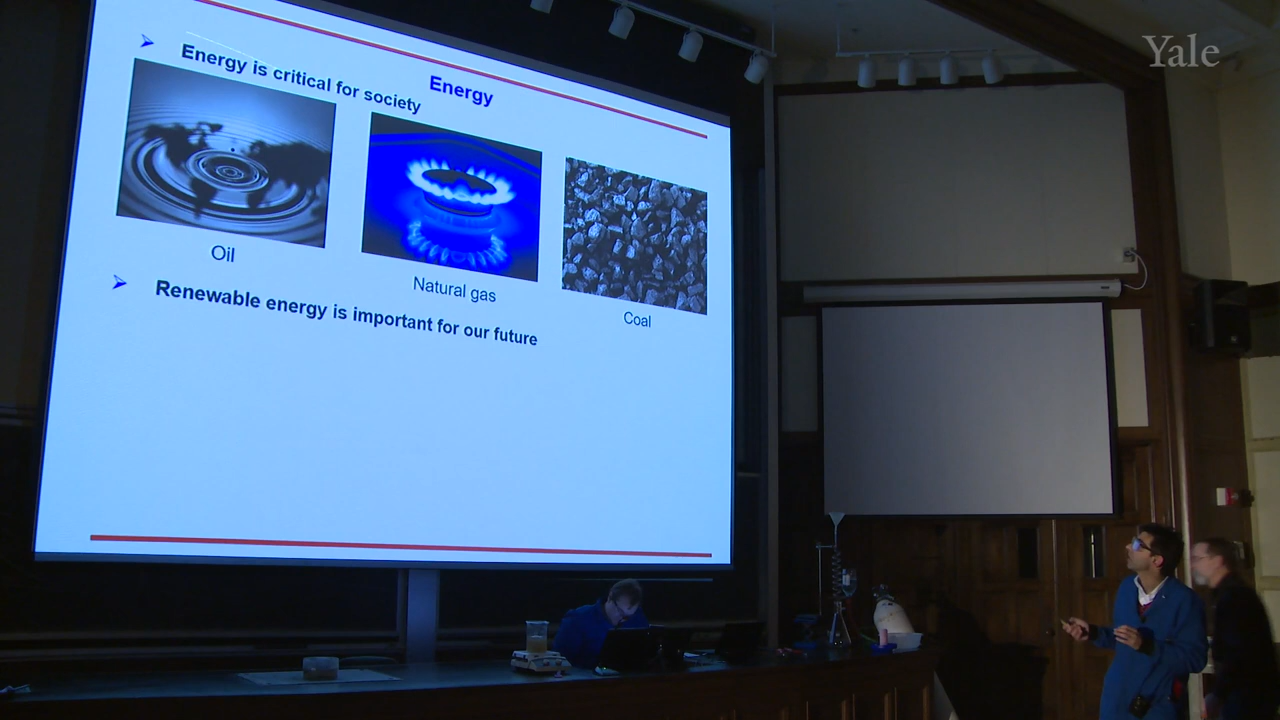 Yale
Energy
Energy is critical for society
Oil
Natural gas
Coal
Renewable energy is important for our future